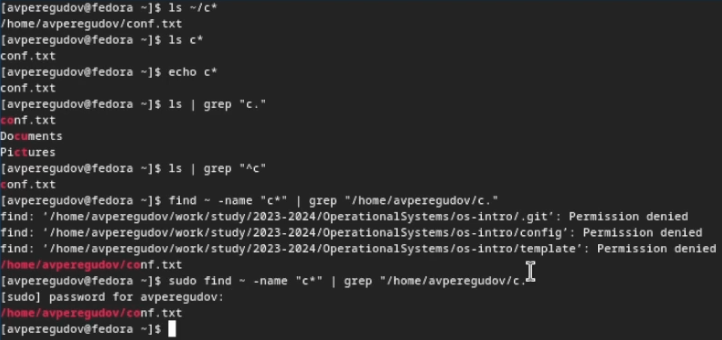 [avperegudov@fedora ~]$ ls ~/c*
/home/avperegudov/conf.txt
[avperegudov@fedora ~]$ ls c*
conf.txt
[avperegudov@fedora ~]$ echo c*
conf.txt
[avperegudov@fedora ~]$ ls | grep "c."
conf.txt
Documents
Pictures
[avperegudov@fedora ~]$ ls | grep "^c"
conf.txt
[avperegudov@fedora ~]$ find ~ -name "c*" | grep "/home/avperegudov/c."
find: ‘/home/avperegudov/work/study/2023-2024/OperationalSystems/os-intro/.git’: Permission denied
find: ‘/home/avperegudov/work/study/2023-2024/OperationalSystems/os-intro/config’: Permission denied
find: ‘/home/avperegudov/work/study/2023-2024/OperationalSystems/os-intro/template’: Permission denied
/home/avperegudov/conf.txt
[avperegudov@fedora ~]$ sudo find ~ -name "c*" | grep "/home/avperegudov/c."
[sudo] password for avperegudov:
/home/avperegudov/conf.txt
[avperegudov@fedora ~]$